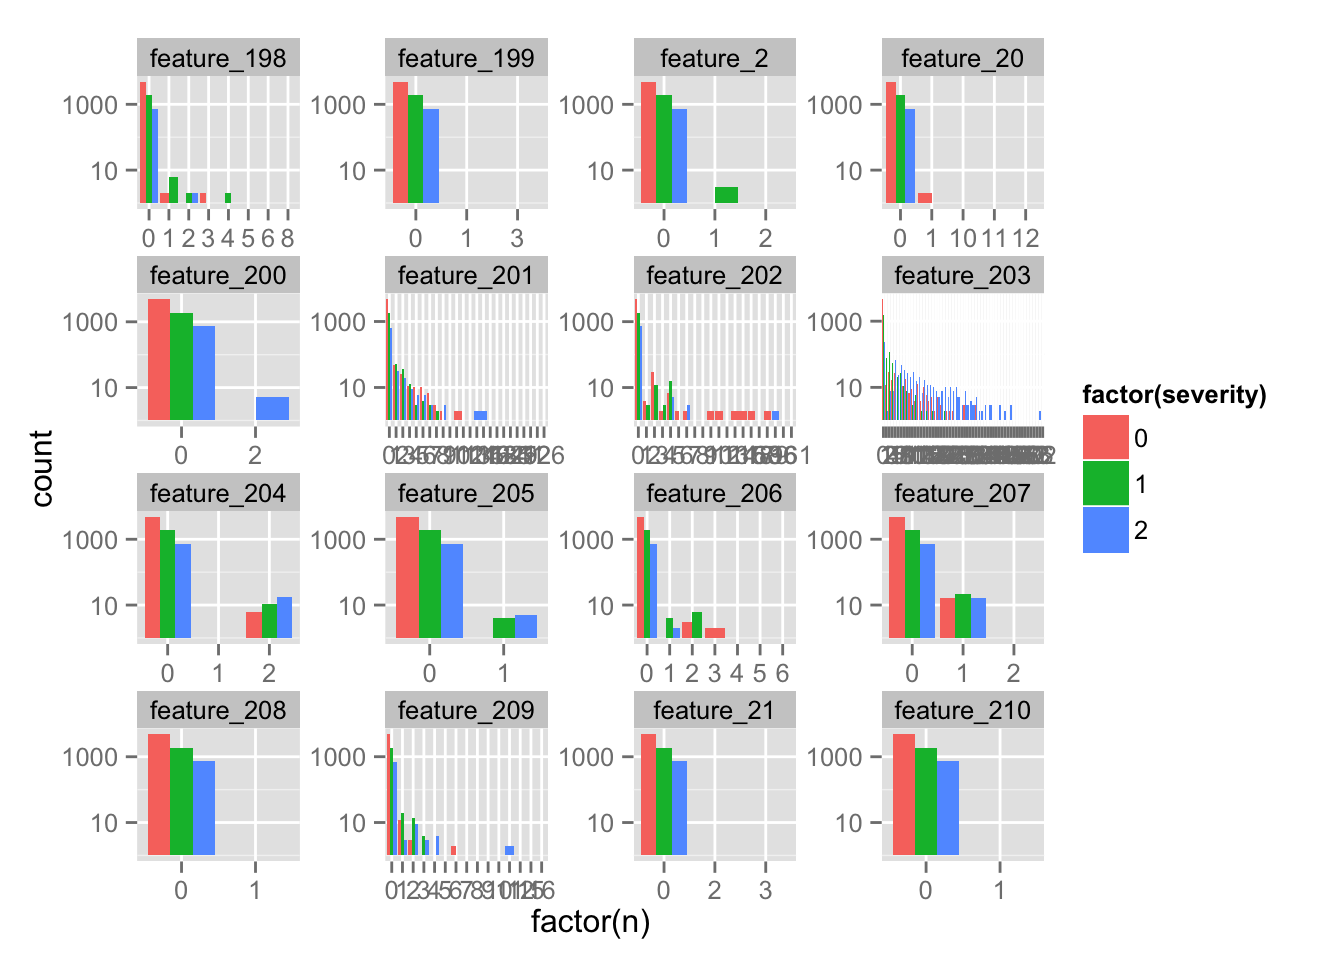 feature_198 feature_199 feature_2 feature_20
1000 1000 1000 1000
10 10 10 10
0 1 2 3 4 5 6 8 0 1 3 0 1 2 0 1 10 11 12
feature_200 feature_201 feature_202 feature_203
1000 1000 1000 1000
10 10 10 10
0 2
feature_204 feature_205 feature_206 feature_207
1000 1000 1000 1000
10 10 10 10
0 1 2 0 1 0 1 2 3 4 5 6 0 1 2
feature_208 feature_209 feature_21 feature_210
1000 1000 1000 1000
10 10 10 10
0 1 0 2 3 0 1
factor(n)
count
factor(severity)
0
1
2